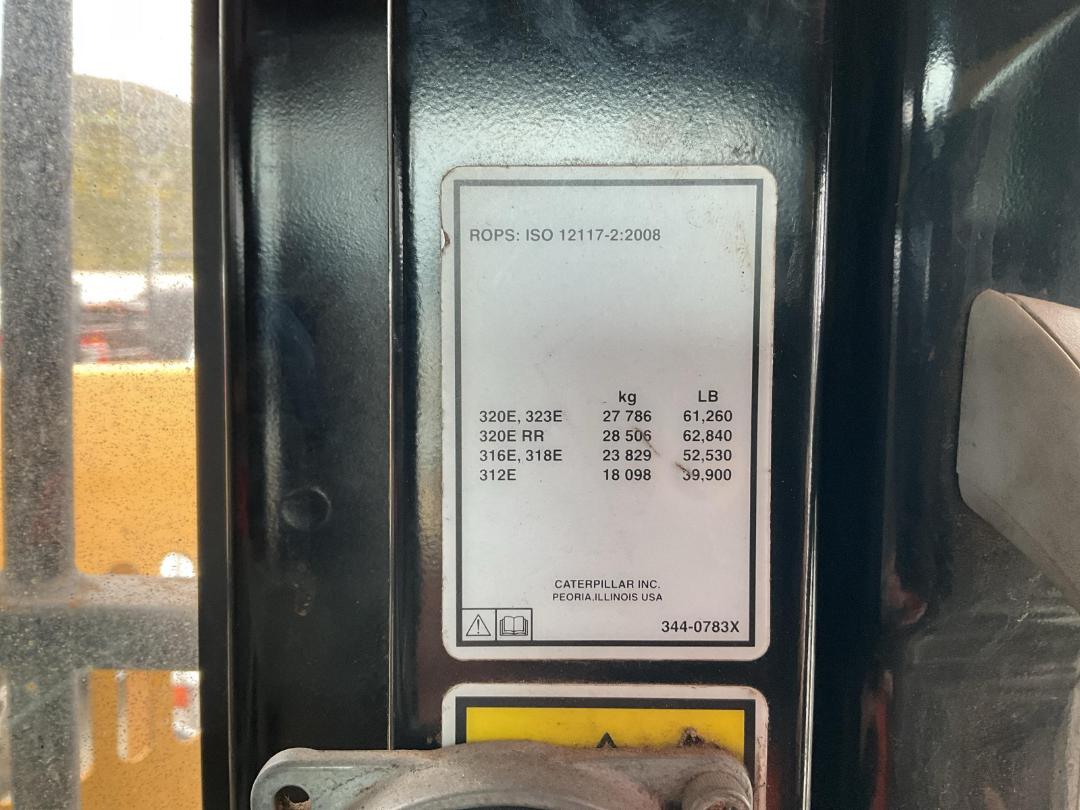 ROPS: ISO 12117-2:2008
kg LB
320E, 323E 27 786 61,260
320E RR 28 506 62,840
316E, 318E 23 829 52,530
312E 18 098 39,900
CATERPILLAR INC.
PEORIA,ILLINOIS USA
344-0783X